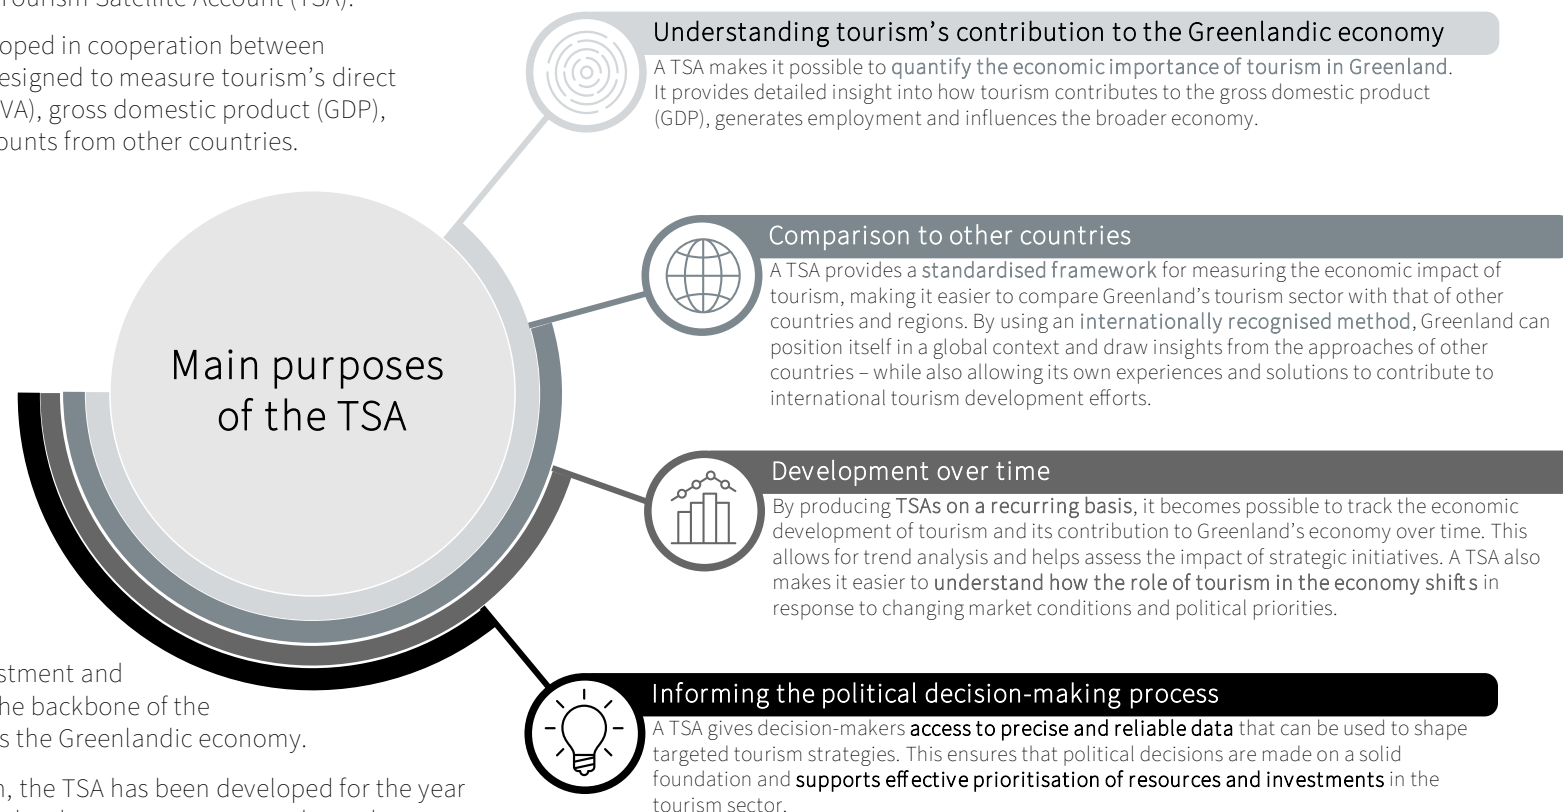 Tourism Satellite Account (TSA).
oped in cooperation between
esigned to measure tourism's direct
VA), gross domestic product (GDP),
ounts from other countries.
Main purposes
of the TSA
stment and
he backbone of the
s the Greenlandic economy.
n, the TSA has been developed for the year
Understanding tourism's contribution to the Greenlandic economy
A TSA makes it possible to quantify the economic importance of tourism in Greenland.
It provides detailed insight into how tourism contributes to the gross domestic product
(GDP), generates employment and influences the broader economy.
Comparison to other countries
A TSA provides a standardised framework for measuring the economic impact of
tourism, making it easier to compare Greenland's tourism sector with that of other
countries and regions. By using an internationally recognised method, Greenland can
position itself in a global context and draw insights from the approaches of other
countries – while also allowing its own experiences and solutions to contribute to
international tourism development efforts.
Development over time
By producing TSAs on a recurring basis, it becomes possible to track the economic
development of tourism and its contribution to Greenland's economy over time. This
allows for trend analysis and helps assess the impact of strategic initiatives. A TSA also
makes it easier to understand how the role of tourism in the economy shifts in
response to changing market conditions and political priorities.
Informing the political decision-making process
A TSA gives decision-makers access to precise and reliable data that can be used to shape
targeted tourism strategies. This ensures that political decisions are made on a solid
foundation and supports effective prioritisation of resources and investments in the
tourism sector.